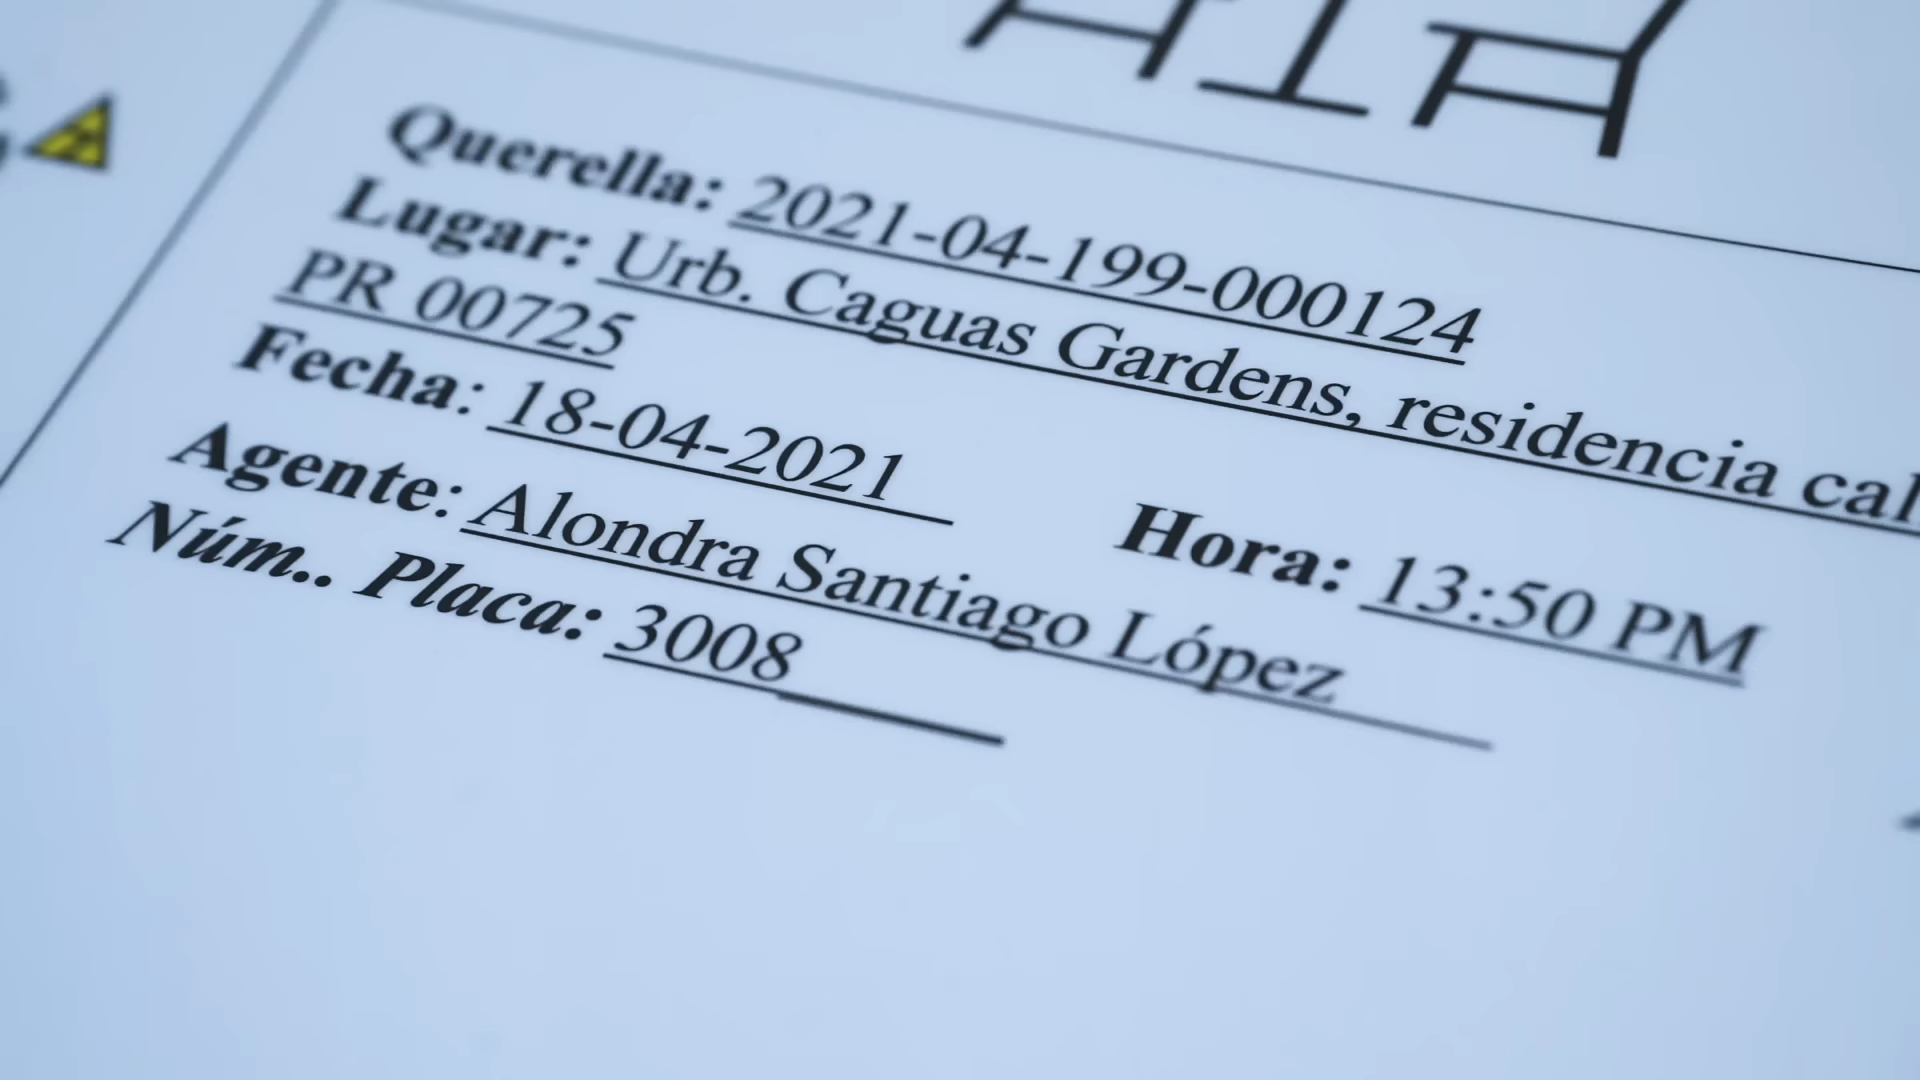 Querella: 2021-04-199-000124
Lugar: Urb. Caguas Gardens, residencia
PR 00725
Fecha: 18-04-2021 Hora: 13:50 PM
Agente: Alondra Santiago López
Núm.. Placa: 3008